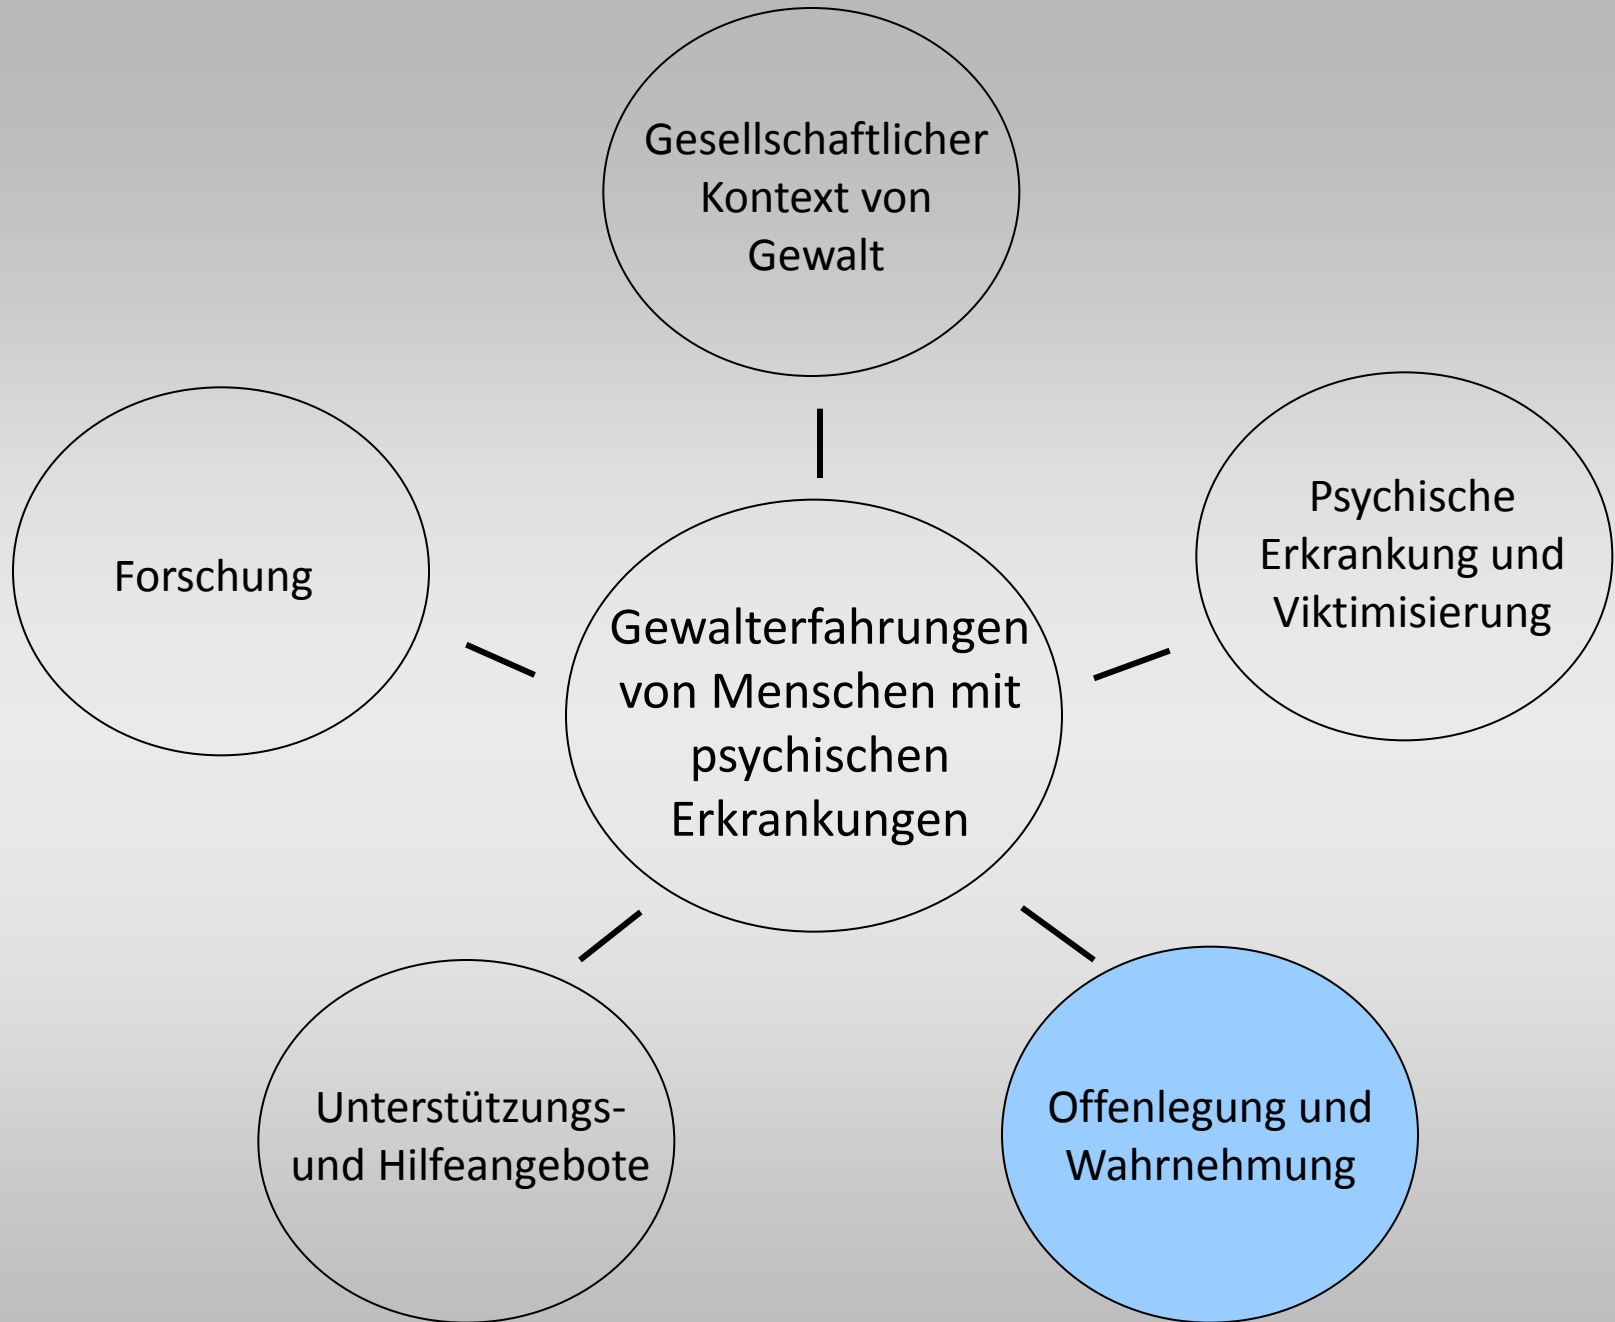 Gesellschaftlicher
Kontext von
Gewalt
Psychische
Erkrankung und
Viktimisierung
Forschung
Gewalterfahrungen
von Menschen mit
psychischen
Erkrankungen
Unterstützungs-
und Hilfeangebote
Offenlegung und
Wahrnehmung